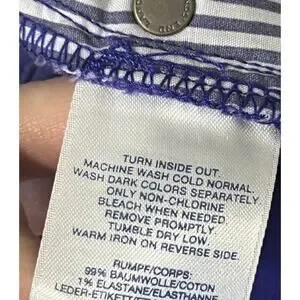 TURN INSIDE OUT.
MACHINE WASH COLD NORMAL.
WASH DARK COLORS SEPARATELY.
ONLY NON-CHLORINE
BLEACH WHEN NEEDED.
REMOVE PROMPTLY.
TUMBLE DRY LOW.
WARM IRON ON REVERSE SIDE.
RUMPF/CORPS:
99% BAUMWOLLE/COTON
1% ELASTANE/ELASTHANNE